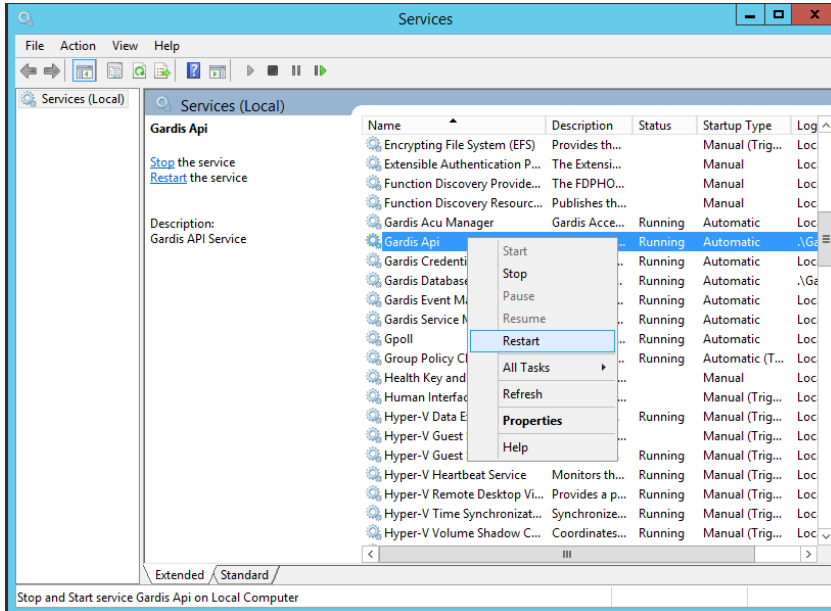 Services
File Action View Help
Services (Local)
Services (Local)
Gardis Api
Stop the service
Restart the service
Description:
Gardis API Service
Name Description Status Startup Type Log
Encrypting File System (EFS) Provides th... Manual (Trig... Loc
Extensible Authentication P... The Extensi... Manual Loc
Function Discovery Provide... The FDPHO... Manual Loc
Function Discovery Resourc... Publishes th... Manual Loc
Gardis Acu Manager Gardis Acce... Running Automatic Loc
Gardis Api ... Running Automatic .\Ga
Gardis Credenti .. Running Automatic Loc
Gardis Database . Running Automatic .\Ga
Gardis Event Ma .. Running Automatic Loc
Gardis Service M .. Running Automatic Loc
Gpoll .. Running Automatic Loc
Group Policy Cl .. Running Automatic (T... Loc
Health Key and ... Manual Loc
Human Interfac ... Manual (Trig... Loc
Hyper-V Data E . Running Manual (Trig... Loc
Hyper-V Guest ... Manual (Trig... Loc
Hyper-V Guest . Running Manual (Trig... Loc
Hyper-V Heartbeat Service Monitors th... Running Manual (Trig... Loc
Hyper-V Remote Desktop Vi... Provides a p... Running Manual (Trig... Loc
Hyper-V Time Synchronizat... Synchronize... Running Manual (Trig... Loc
Hyper-V Volume Shadow C... Coordinates... Running Manual (Trig... Loc
Start
Stop
Pause
Resume
Restart
All Tasks
Refresh
Properties
Help
Extended Standard
Stop and Start service Gardis Api on Local Computer